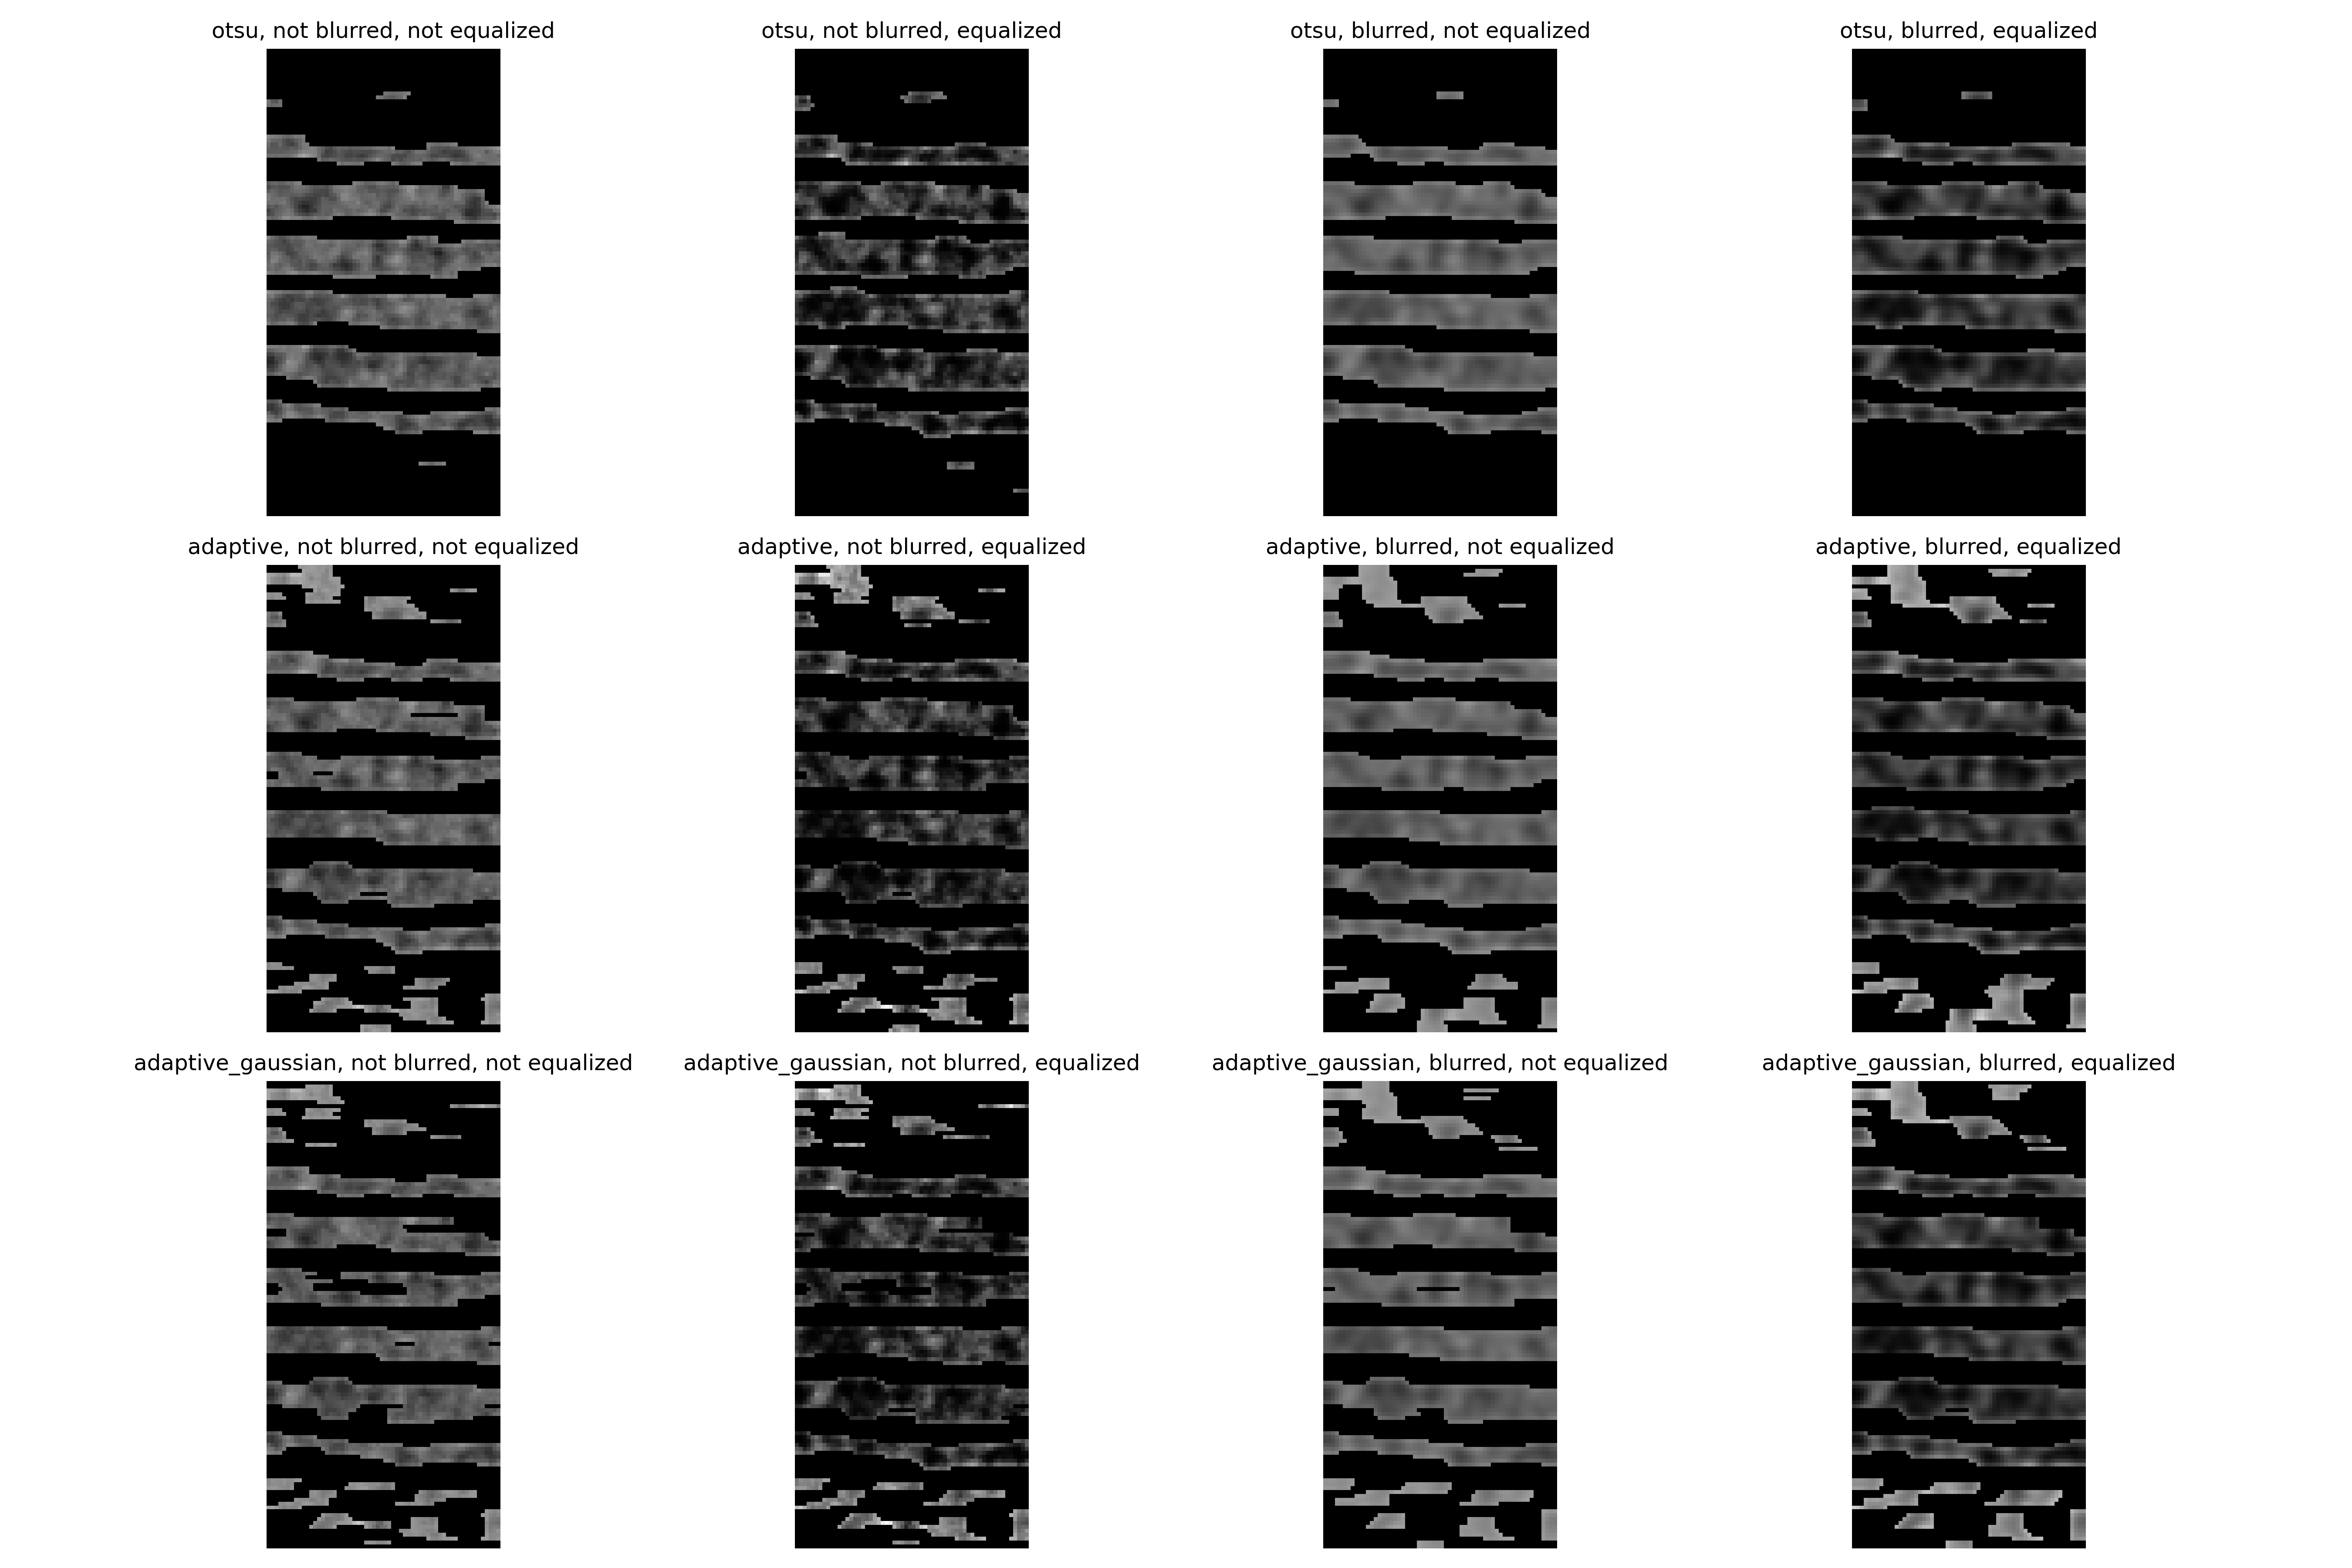 otsu, not blurred, not equalized
otsu, not blurred, equalized
otsu, blurred, not equalized
otsu, blurred, equalized
adaptive, not blurred, not equalized
adaptive, not blurred, equalized
adaptive, blurred, not equalized
adaptive, blurred, equalized
adaptive_gaussian, not blurred, not equalized
adaptive_gaussian, not blurred, equalized
adaptive_gaussian, blurred, not equalized
adaptive_gaussian, blurred, equalized